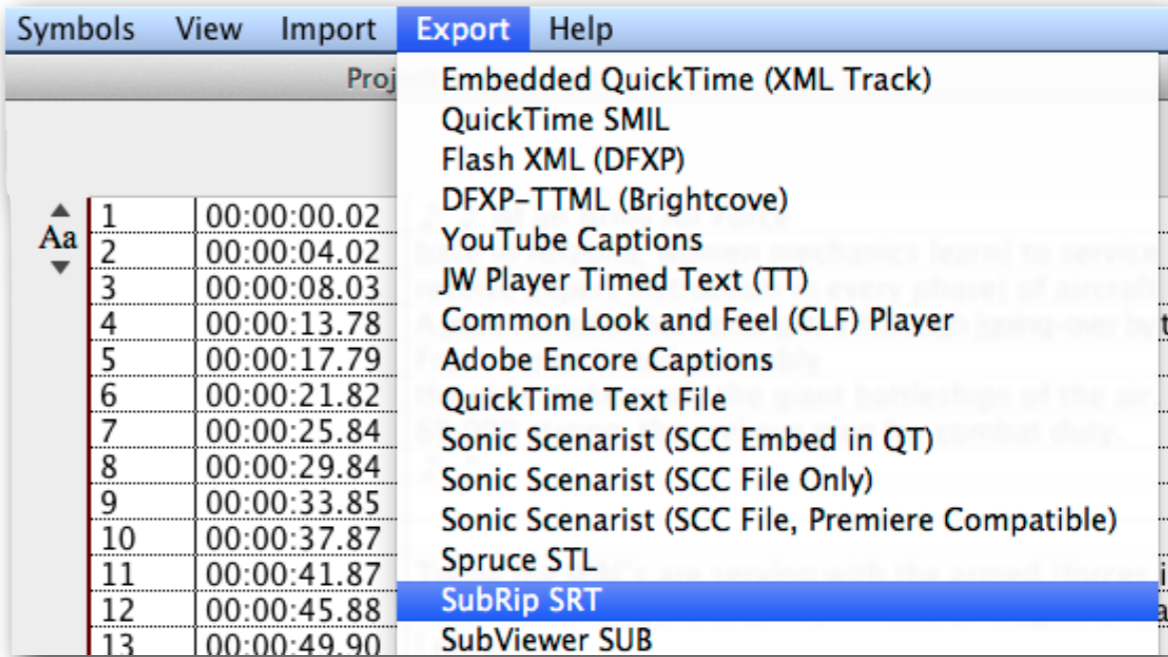 Symbols View Import Export Help
Proj
Embedded QuickTime (XML Track)
QuickTime SMIL
Flash XML (DFXP)
DFXP-TTML (Brightcove)
YouTube Captions
JW Player Timed Text (TT)
Common Look and Feel (CLF) Player
Adobe Encore Captions
QuickTime Text File
Sonic Scenarist (SCC Embed in QT)
Sonic Scenarist (SCC File Only)
Sonic Scenarist (SCC File, Premiere Compatible)
Spruce STL
SubRip SRT
SubViewer SUB
Aa
1 00:00:00.02
2 00:00:04.02
3 00:00:08.03
4 00:00:13.78
5 00:00:17.79
6 00:00:21.82
7 00:00:25.84
8 00:00:29.84
9 00:00:33.85
10 00:00:37.87
11 00:00:41.87
12 00:00:45.88
13 00:00:49.90